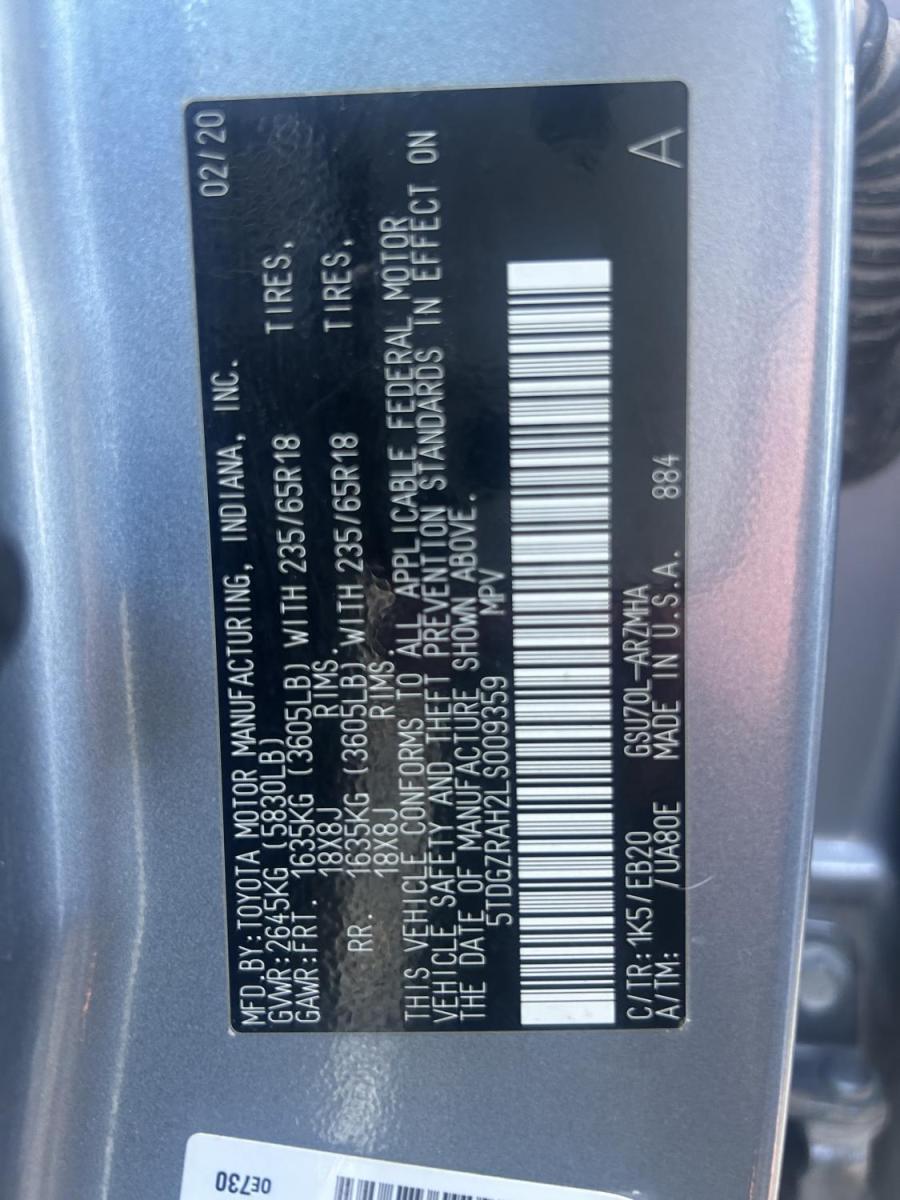 MFD.BY:TOYOTA MOTOR MANUFACTURING, INDIANA, INC. 02/20
GVWR:2645KG (5830LB)
GAWR:FRT. 1635KG (3605LB) WITH 235/65R18 TIRES,
18X8J RIMS.
RR. 1635KG (3605LB) WITH 235/65R18 TIRES,
18X8J RIMS
THIS VEHICLE CONFORMS TO ALL APPLICABLE FEDERAL MOTOR
VEHICLE SAFETY AND THEFT PREVENTION STANDARDS IN EFFECT ON
THE DATE OF MANUFACTURE SHOWN ABOVE.
5TDGZRAH2LS009359 MPV
C/TR:1K5/EB20 GSU70L-ARZMHA
A/TM: /UA80E MADE IN U.S.A. 884 A
0E730